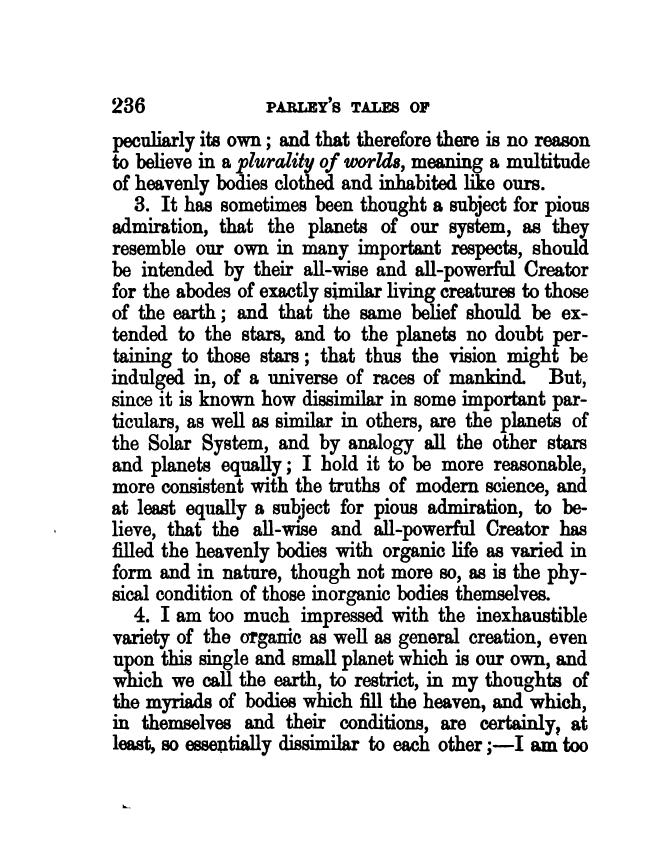 236 PARLEY'S TALES OF
peculiarly its own; and that therefore there is no reason
to believe in a plurality of worlds, meaning a multitude
of heavenly bodies clothed and inhabited like ours.
3. It has sometimes been thought a subject for pious
admiration, that the planets of our system, as they
resemble our own in many important respects, should
be intended by their all-wise and all-powerful Creator
for the abodes of exactly similar living creatures to those
of the earth; and that the same belief should be ex-
tended to the stars, and to the planets no doubt per-
taining to those stars; that thus the vision might be
indulged in, of a universe of races of mankind. But,
since it is known how dissimilar in some important par-
ticulars, as well as similar in others, are the planets of
the Solar System, and by analogy all the other stars
and planets equally; I hold it to be more reasonable,
more consistent with the truths of modern science, and
at least equally a subject for pious admiration, to be-
lieve, that the all-wise and all-powerful Creator has
filled the heavenly bodies with organic life as varied in
form and in nature, though not more so, as is the phy-
sical condition of those inorganic bodies themselves.
4. I am too much impressed with the inexhaustible
variety of the organic as well as general creation, even
upon this single and small planet which is our own, and
which we call the earth, to restrict, in my thoughts of
the myriads of bodies which fill the heaven, and which,
in themselves and their conditions, are certainly, at
least, so essentially dissimilar to each other;—I am too